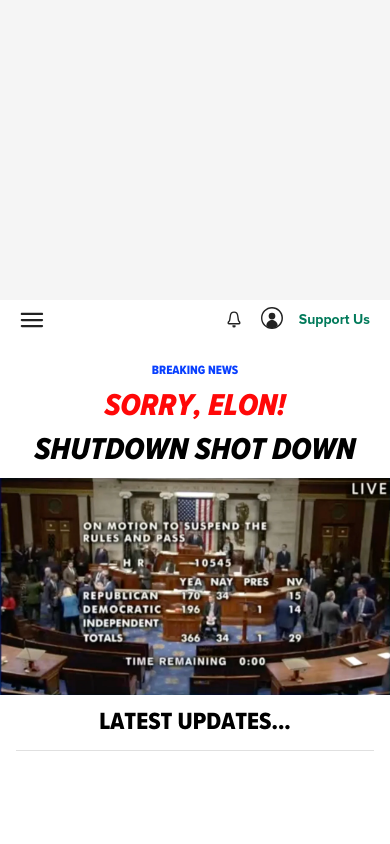 Support Us
BREAKING NEWS
SORRY, ELON!
SHUTDOWN SHOT DOWN
LIVE
ON MOTION TO SUSPEND THE
RULES AND PASS
H R 10545
YEA NAY PRES NV
REPUBLICAN 170 34 15
DEMOCRATIC 196 1 14
INDEPENDENT
TOTALS 366 34 1 29
TIME REMAINING 0:00
LATEST UPDATES...